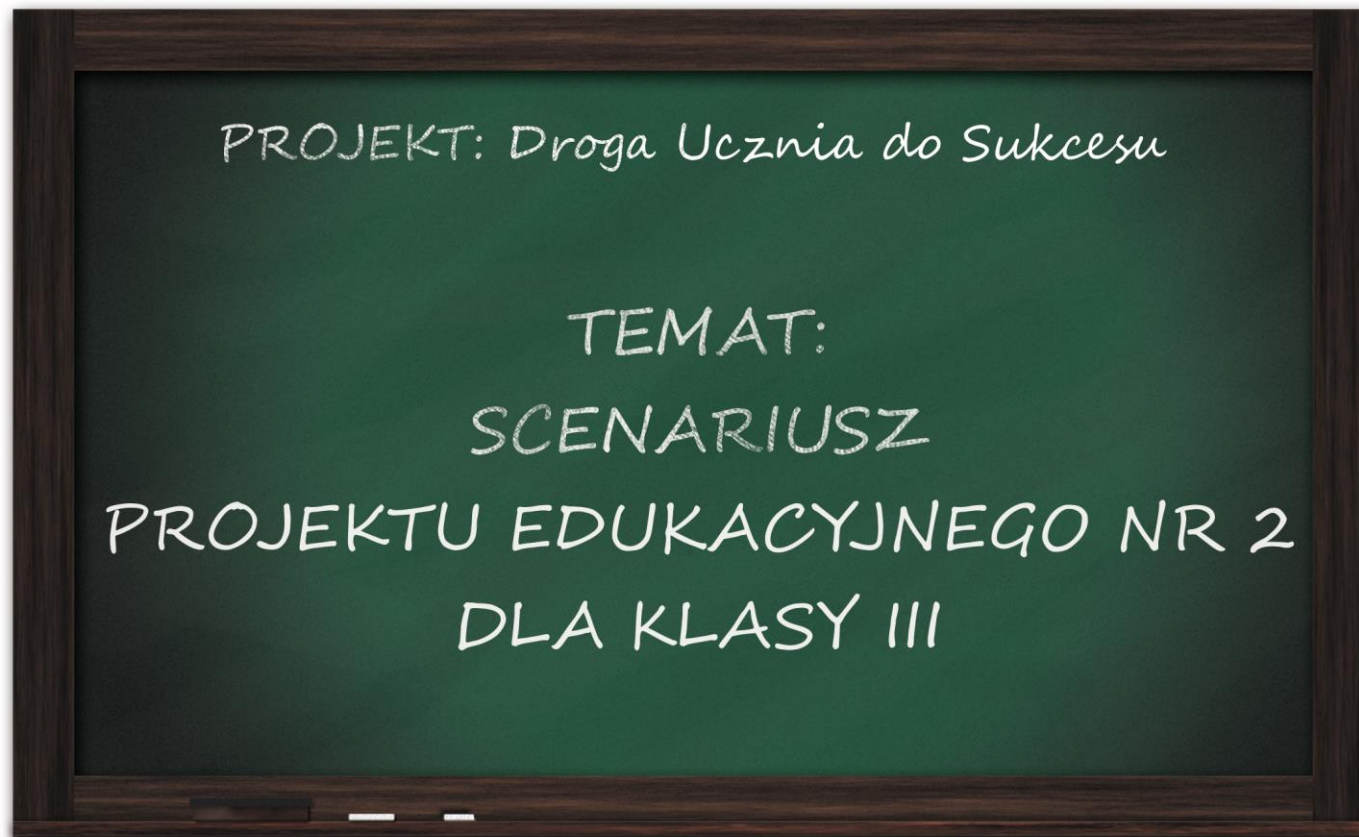 PROJEKT: Droga Ucznia do Sukcesu
TEMAT:
SCENARIUSZ
PROJEKTU EDUKACYJNEGO NR 2
DLA KLASY III